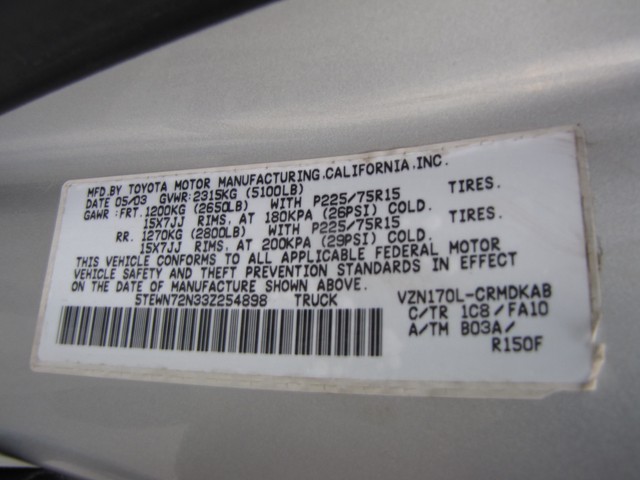 MFD.BY TOYOTA MOTOR MANUFACTURING,CALIFORNIA,INC.
DATE 05/03 GVWR:2315KG (5100LB)
GAWR :FRT.1200KG (2650LB) WITH P225/75R15 TIRES.
15X7JJ RIMS, AT 180KPA (26PSI) COLD.
RR. 1270KG (2800LB) WITH P225/75R15 TIRES.
15X7JJ RIMS, AT 200KPA (29PSI) COLD.
THIS VEHICLE CONFORMS TO ALL APPLICABLE FEDERAL MOTOR
VEHICLE SAFETY AND THEFT PREVENTION STANDARDS IN EFFECT
ON THE DATE OF MANUFACTURE SHOWN ABOVE.
5TEWN72N33Z254898 TRUCK VZN170L-CRMDKAB
C/TR 1C8/FA10
A/TM B03A/
R150F